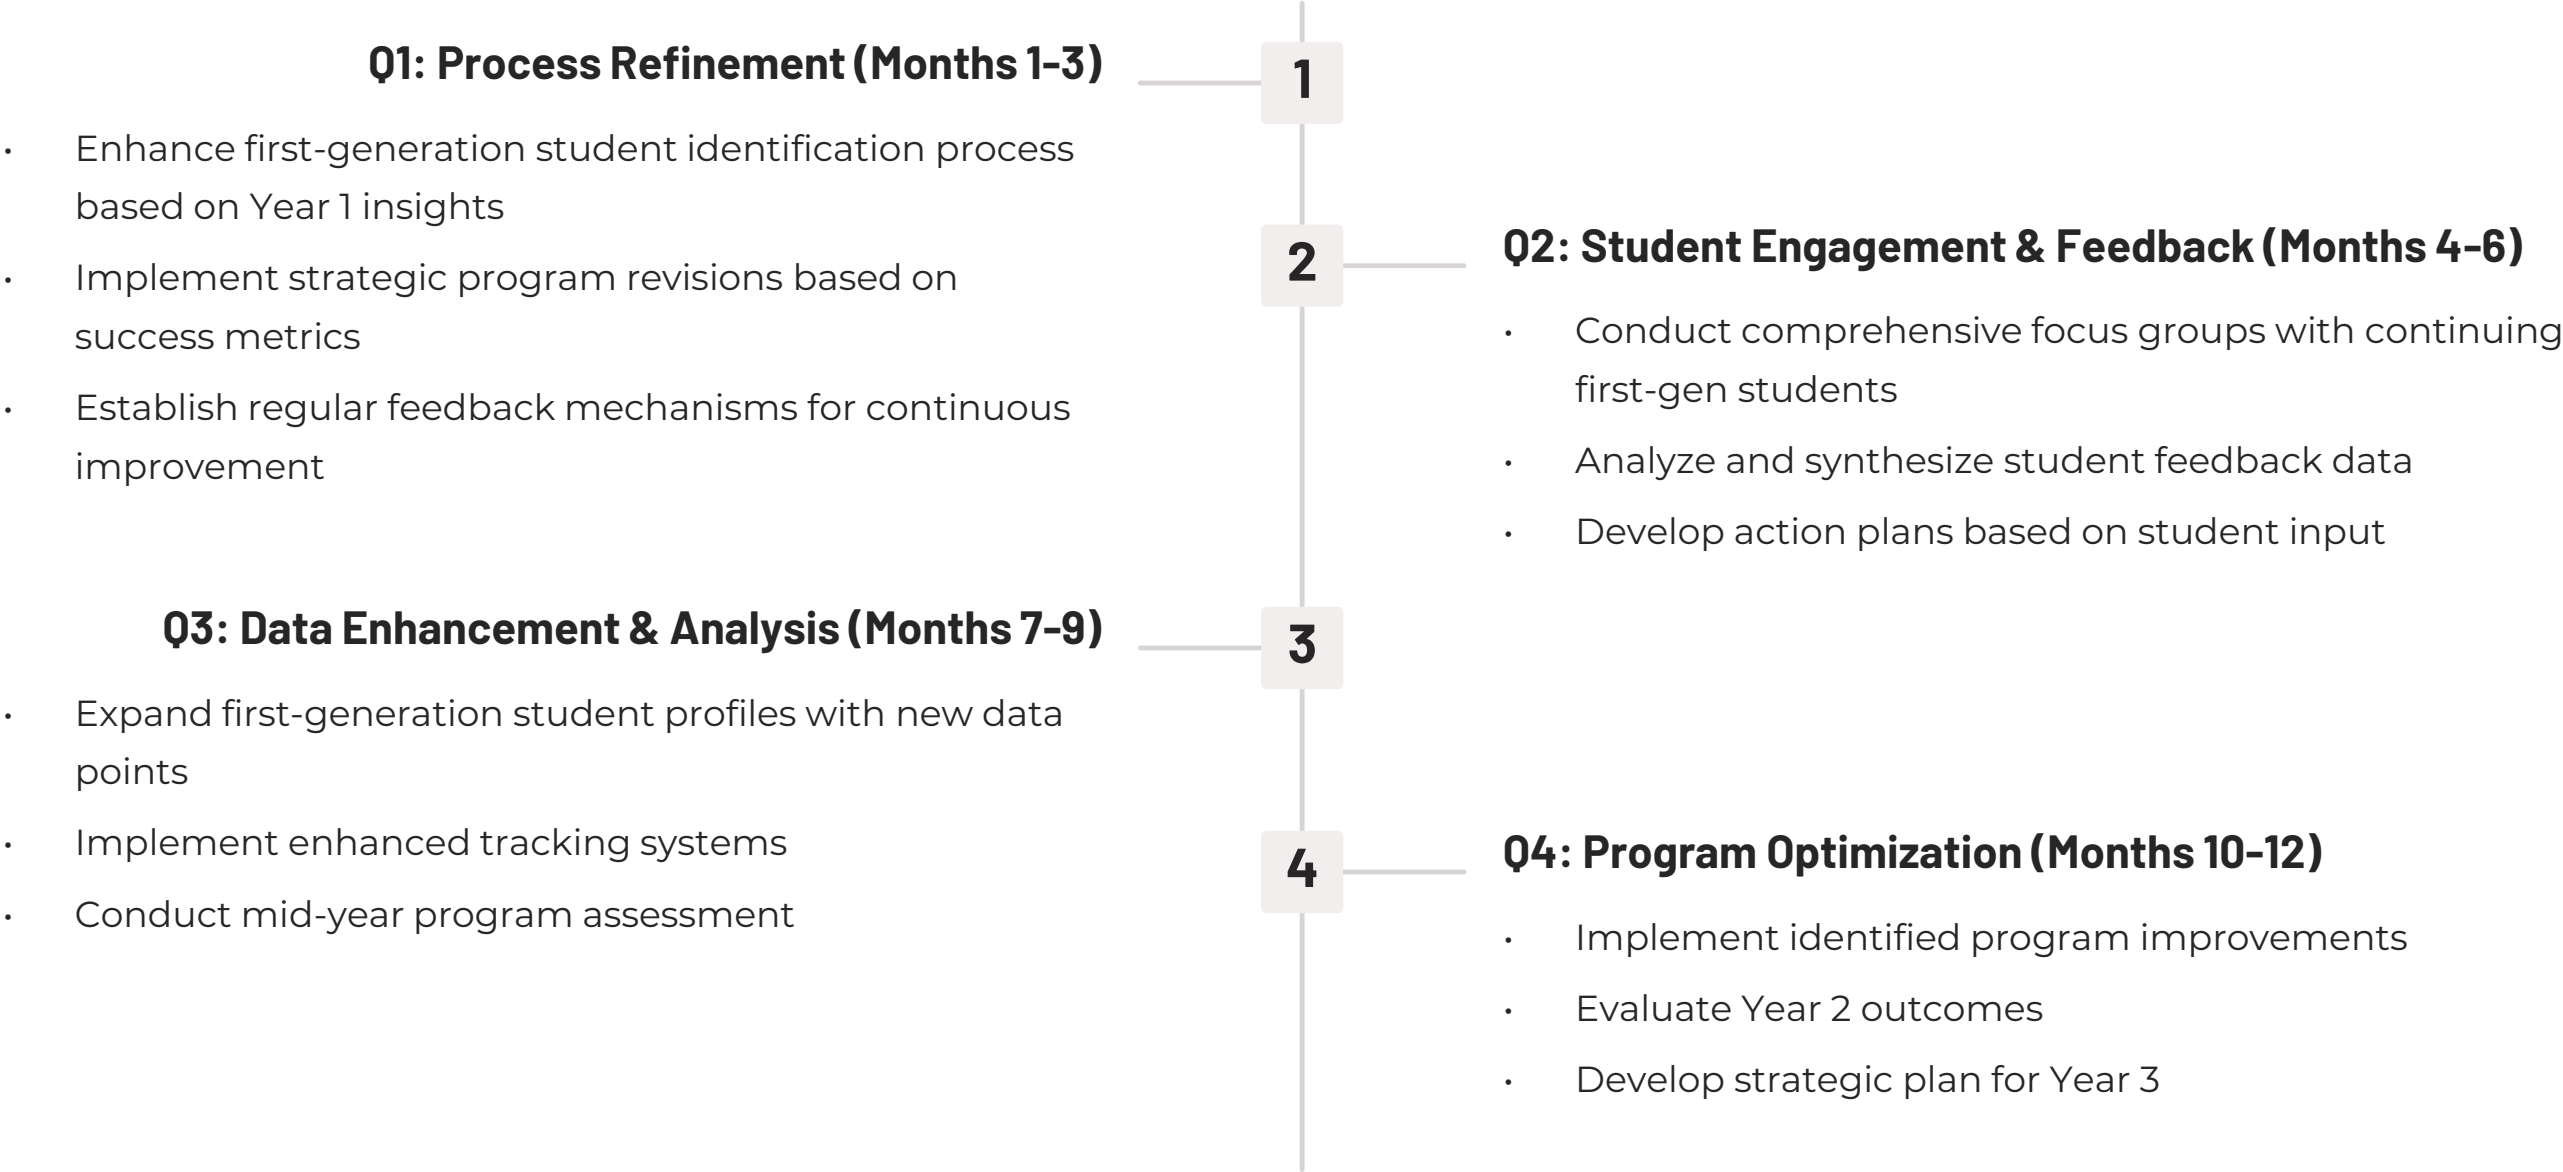 Q1: Process Refinement (Months 1-3)
1
• Enhance first-generation student identification process
based on Year 1 insights
• Implement strategic program revisions based on
success metrics
• Establish regular feedback mechanisms for continuous
improvement
2
Q2: Student Engagement & Feedback (Months 4-6)
• Conduct comprehensive focus groups with continuing
first-gen students
• Analyze and synthesize student feedback data
• Develop action plans based on student input
Q3: Data Enhancement & Analysis (Months 7-9)
3
• Expand first-generation student profiles with new data
points
• Implement enhanced tracking systems
• Conduct mid-year program assessment
4
Q4: Program Optimization (Months 10-12)
• Implement identified program improvements
• Evaluate Year 2 outcomes
• Develop strategic plan for Year 3